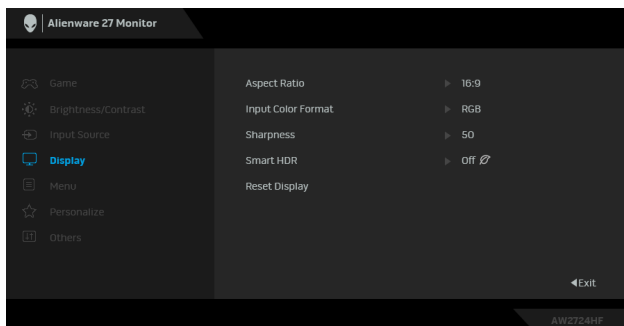 Alienware 27 Monitor
Game
Brightness/Contrast
Input Source
Display
Menu
Personalize
Others
Aspect Ratio 16:9
Input Color Format RGB
Sharpness 50
Smart HDR Off
Reset Display
Exit
AW2724HF